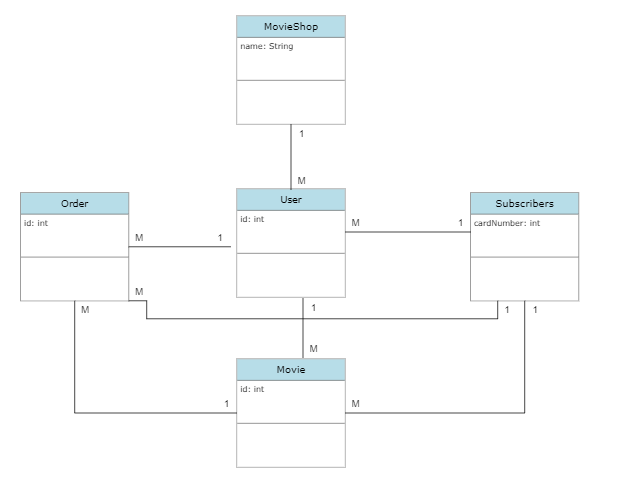 MovieShop
name: String
1
M
Order
User
Subscribers
id: int
id: int
cardNumber: int
M
1
M
1
M
M
1
1
1
M
Movie
id: int
1
M